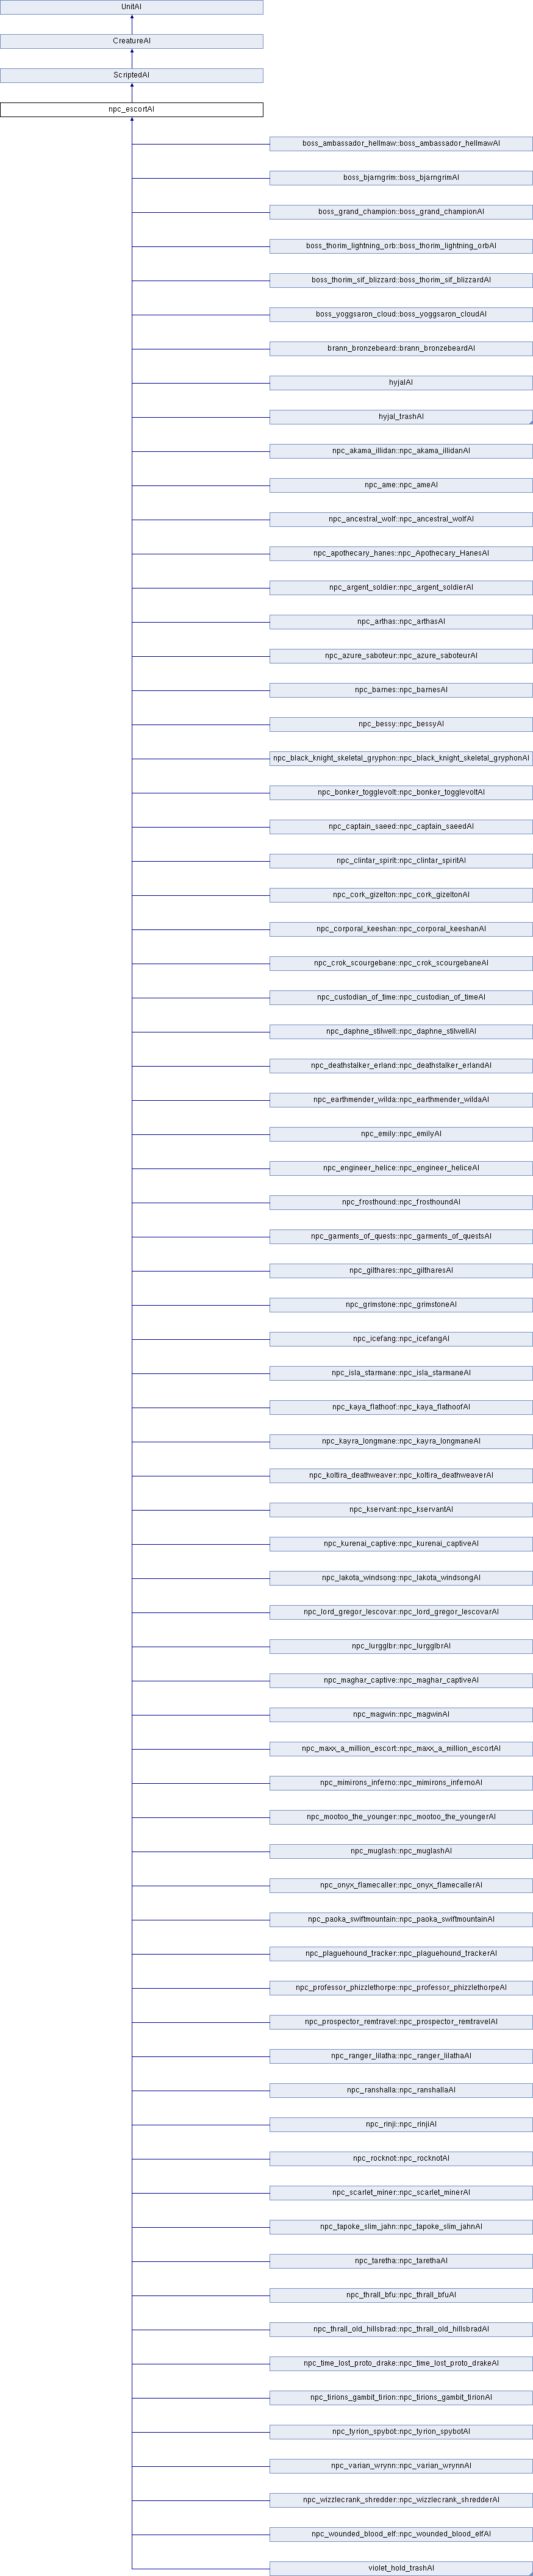 UnitAI
CreatureAI
ScriptedAI
npc_escortAI
boss_ambassador_hellmaw::boss_ambassador_hellmawAI
boss_bjarngrim::boss_bjarngrimAI
boss_grand_champion::boss_grand_championAI
boss_thorim_lightning_orb::boss_thorim_lightning_orbAI
boss_thorim_sif_blizzard::boss_thorim_sif_blizzardAI
boss_yoggsaron_cloud::boss_yoggsaron_cloudAI
brann_bronzebeard::brann_bronzebeardAI
hyjalAI
hyjal_trashAI
npc_akama_illidan::npc_akama_illidanAI
npc_ame::npc_ameAI
npc_ancestral_wolf::npc_ancestral_wolfAI
npc_apothecary_hanes::npc_Apothecary_HanesAI
npc_argent_soldier::npc_argent_soldierAI
npc_arthas::npc_arthasAI
npc_azure_saboteur::npc_azure_saboteurAI
npc_barnes::npc_barnesAI
npc_bessy::npc_bessyAI
npc_black_knight_skeletal_gryphon::npc_black_knight_skeletal_gryphonAI
npc_bonker_togglevolt::npc_bonker_togglevoltAI
npc_captain_saeed::npc_captain_saeedAI
npc_clintar_spirit::npc_clintar_spiritAI
npc_cork_gizelton::npc_cork_gizeltonAI
npc_corporal_keeshan::npc_corporal_keeshanAI
npc_crok_scourgebane::npc_crok_scourgebaneAI
npc_custodian_of_time::npc_custodian_of_timeAI
npc_daphne_stilwell::npc_daphne_stilwellAI
npc_deathstalker_erland::npc_deathstalker_erlandAI
npc_earthmender_wilda::npc_earthmender_wildaAI
npc_emily::npc_emilyAI
npc_engineer_helice::npc_engineer_heliceAI
npc_frosthound::npc_frosthoundAI
npc_garments_of_quests::npc_garments_of_questsAI
npc_gilthares::npc_giltharesAI
npc_grimstone::npc_grimstoneAI
npc_icefang::npc_icefangAI
npc_isla_starmane::npc_isla_starmaneAI
npc_kaya_flathoof::npc_kaya_flathoofAI
npc_kayra_longmane::npc_kayra_longmaneAI
npc_koltira_deathweaver::npc_koltira_deathweaverAI
npc_kservant::npc_kservantAI
npc_kurenai_captive::npc_kurenai_captiveAI
npc_lakota_windsong::npc_lakota_windsongAI
npc_lord_gregor_lescovar::npc_lord_gregor_lescovarAI
npc_lurgglbr::npc_lurgglbrAI
npc_maghar_captive::npc_maghar_captiveAI
npc_magwin::npc_magwinAI
npc_maxx_a_million_escort::npc_maxx_a_million_escortAI
npc_mimirons_inferno::npc_mimirons_infernoAI
npc_mootoo_the_younger::npc_mootoo_the_youngerAI
npc_muglash::npc_muglashAI
npc_onyx_flamecaller::npc_onyx_flamecallerAI
npc_paoka_swiftmountain::npc_paoka_swiftmountainAI
npc_plaguehound_tracker::npc_plaguehound_trackerAI
npc_professor_phizzlethorpe::npc_professor_phizzlethorpeAI
npc_prospector_remtravel::npc_prospector_remtravelAI
npc_ranger_lilatha::npc_ranger_lilathaAI
npc_ranshalla::npc_ranshallaAI
npc_rinji::npc_rinjiAI
npc_rocknot::npc_rocknotAI
npc_scarlet_miner::npc_scarlet_minerAI
npc_tapoke_slim_jahn::npc_tapoke_slim_jahnAI
npc_taretha::npc_tarethaAI
npc_thrall_bfu::npc_thrall_bfuAI
npc_thrall_old_hillsbrad::npc_thrall_old_hillsbradAI
npc_time_lost_proto_drake::npc_time_lost_proto_drakeAI
npc_tirions_gambit_tirion::npc_tirions_gambit_tirionAI
npc_tyrion_spybot::npc_tyrion_spybotAI
npc_varian_wrynn::npc_varian_wrynnAI
npc_wizzlecrank_shredder::npc_wizzlecrank_shredderAI
npc_wounded_blood_elf::npc_wounded_blood_elfAI
violet_hold_trashAI